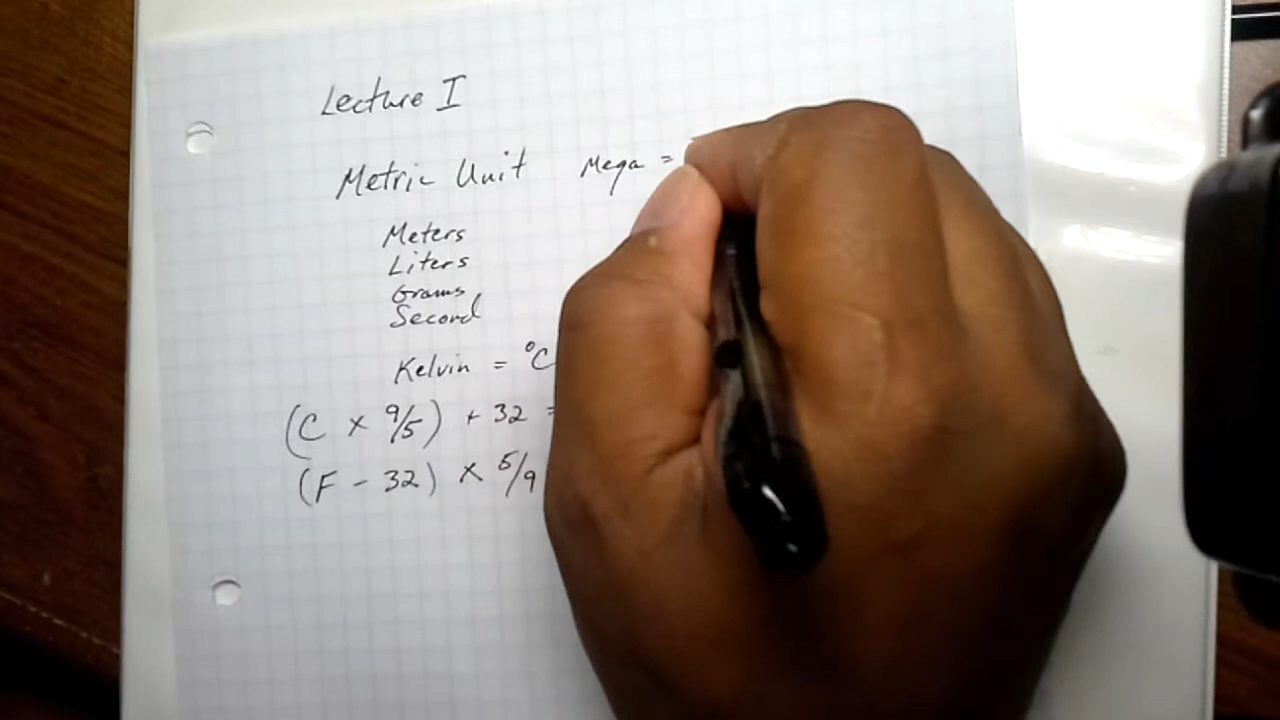 Lecture I
Metric Unit Mega =
Meters
Liters
Grams
Second
Kelvin = °C
(C x 9/5) + 32 =
(F - 32) x 5/9